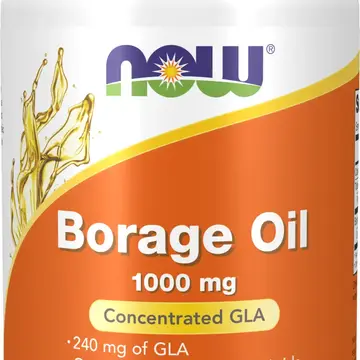 now®
Borage Oil
1000 mg
Concentrated GLA
•240 mg of GLA